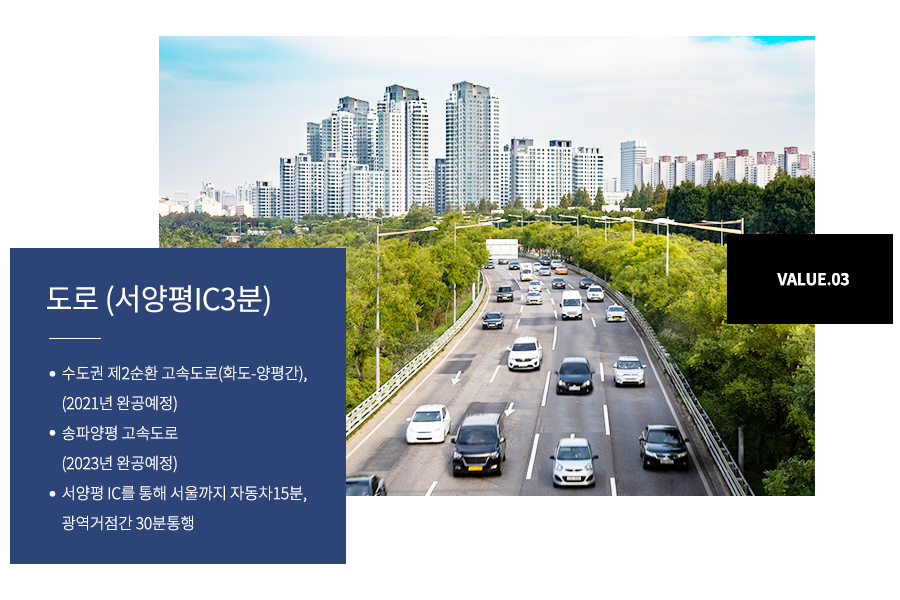 도로 (서양평IC3분)
• 수도권 제2순환 고속도로(화도-양평간),
(2021년 완공예정)
• 송파양평 고속도로
(2023년 완공예정)
• 서양평 IC를 통해 서울까지 자동차15분,
광역거점간 30분통행
VALUE.03